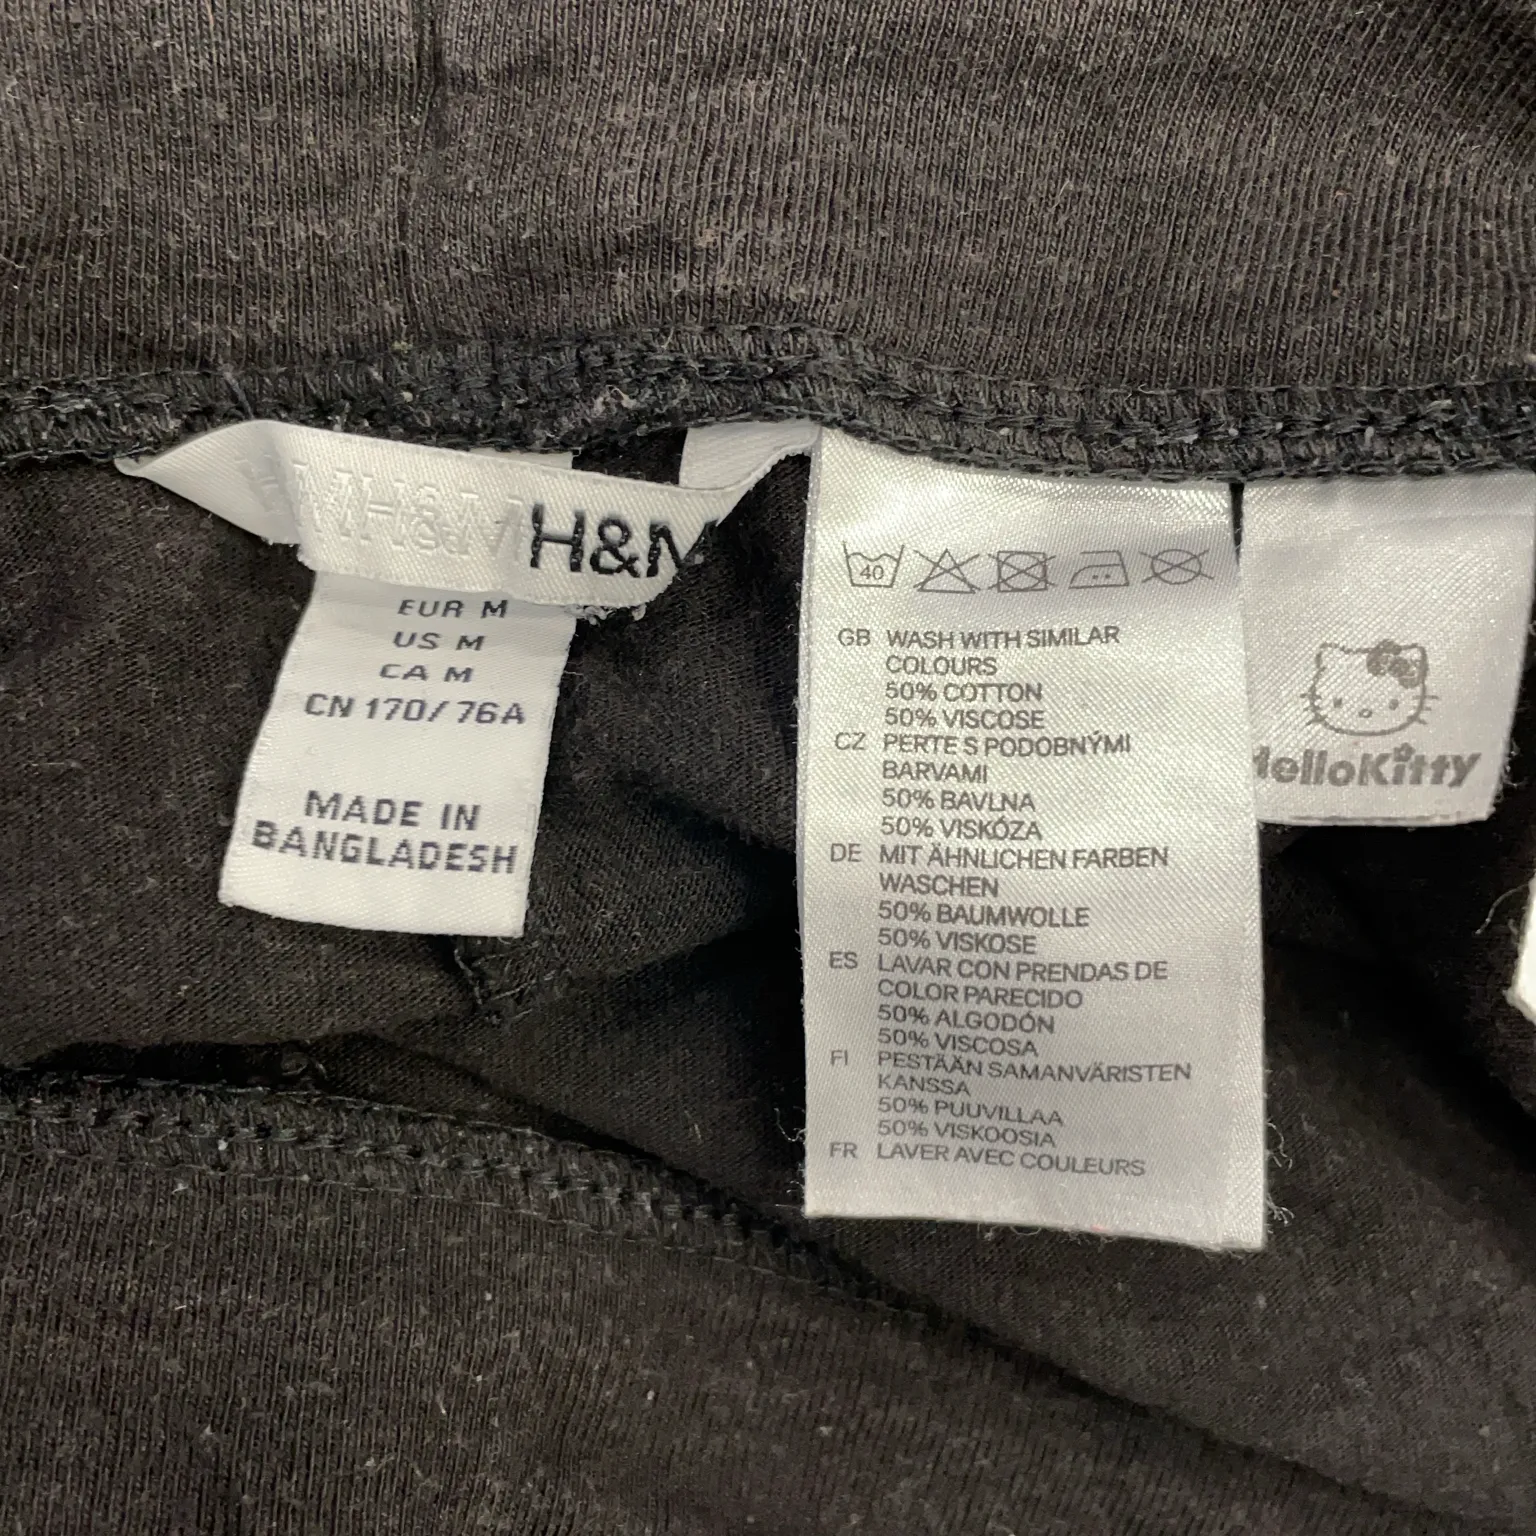 H&M
EUR M
US M
CA M
CN 170/76A
MADE IN
BANGLADESH
40
GB WASH WITH SIMILAR
COLOURS
50% COTTON
50% VISCOSE
CZ PERTE S PODOBNÝMI
BARVAMI
50% BAVLNA
50% VISKÓZA
DE MIT ÄHNLICHEN FARBEN
WASCHEN
50% BAUMWOLLE
50% VISKOSE
ES LAVAR CON PRENDAS DE
COLOR PARECIDO
50% ALGODÓN
50% VISCOSA
FI PESTÄÄN SAMANVÄRISTEN
KANSSA
50% PUUVILLAA
50% VISKOOSIA
FR LAVER AVEC COULEURS
HelloKitty